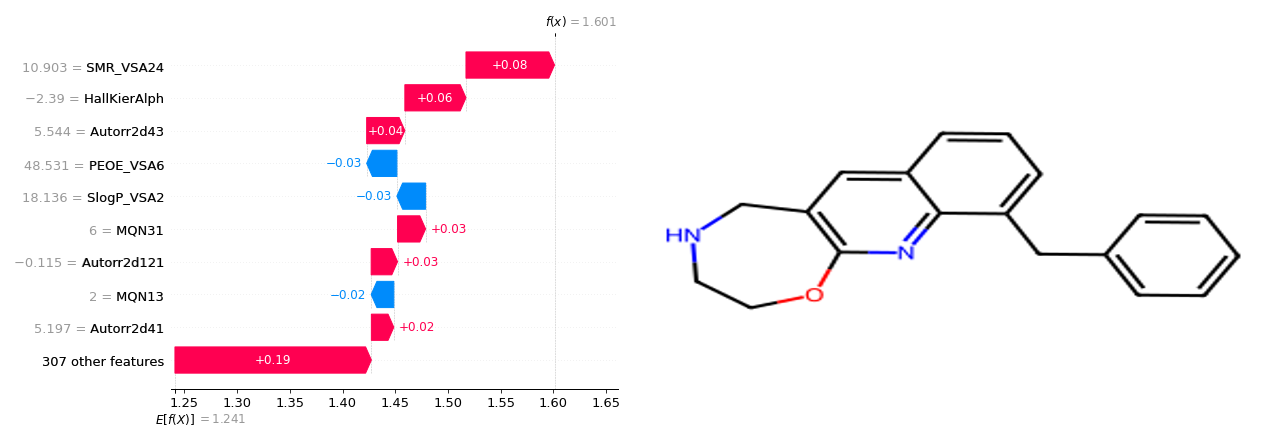 f(x) = 1.601
10.903 = SMR_VSA24
+0.08
−2.39 = HallKierAlph
+0.06
5.544 = Autorr2d43
+0.04
48.531 = PEOE_VSA6
−0.03
18.136 = SlogP_VSA2
−0.03
6 = MQN31
+0.03
−0.115 = Autorr2d121
+0.03
2 = MQN13
−0.02
5.197 = Autorr2d41
+0.02
307 other features
+0.19
1.25 1.30 1.35 1.40 1.45 1.50 1.55 1.60 1.65
E[f(X)] = 1.241
HN
N
O